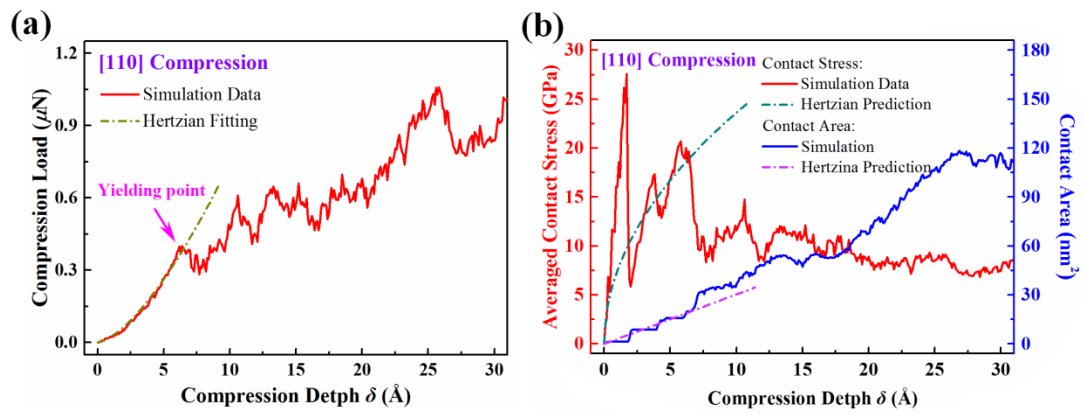 (a)
[110] Compression
Simulation Data
Hertzian Fitting
Yielding point
Compression Load (μN)
1.2
0.9
0.6
0.3
0.0
0 5 10 15 20 25 30
Compression Detph δ (Å)
(b)
[110] Compression
Contact Stress:
Simulation Data
Hertzian Prediction
Contact Area:
Simulation
Hertzina Prediction
Averaged Contact Stress (GPa)
30
25
20
15
10
5
0
Contact Area (nm²)
180
150
120
90
60
30
0
0 5 10 15 20 25 30
Compression Detph δ (Å)